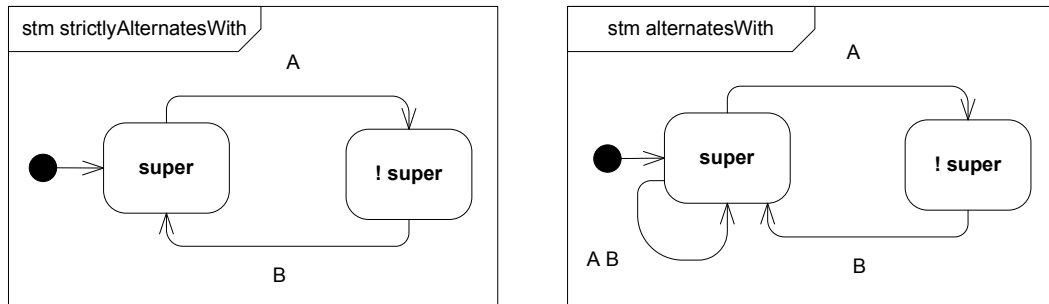 stm strictlyAlternatesWith
A
super
! super
B
stm alternatesWith
A
super
! super
A B
B